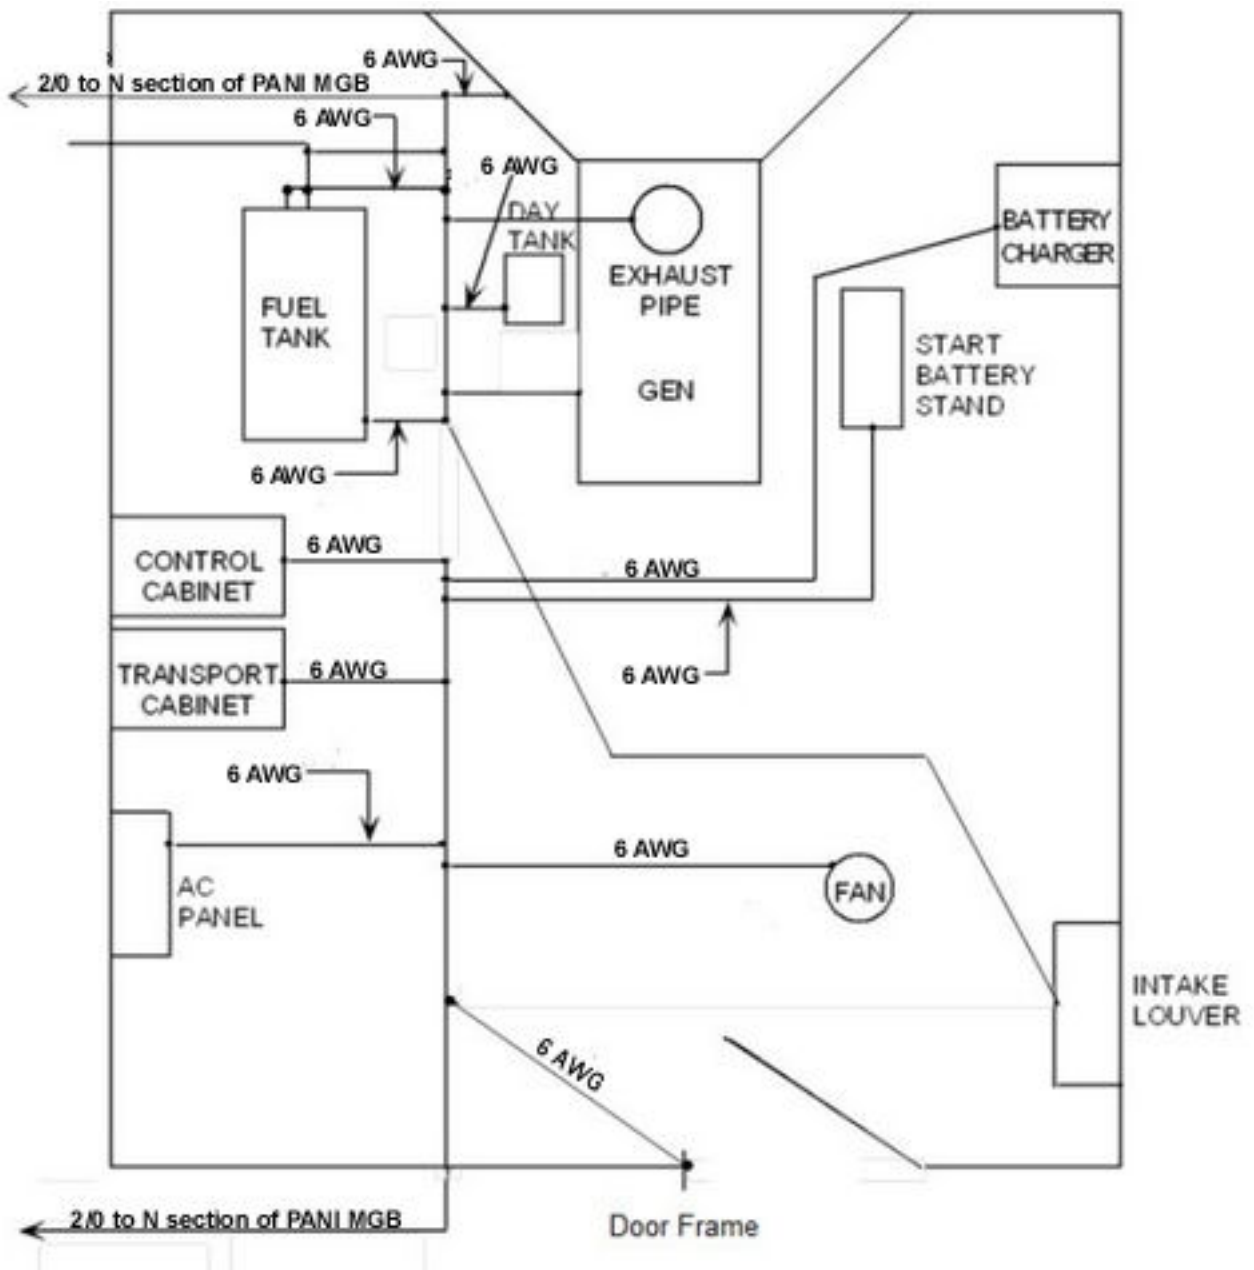 6 AWG
2/0 to N section of PANI MGB
6 AWG
6 AWG
DAY
TANK
BATTERY
CHARGER
EXHAUST
PIPE
FUEL
TANK
START
BATTERY
STAND
GEN
6 AWG
CONTROL
CABINET
6 AWG
6 AWG
TRANSPORT
CABINET
6 AWG
6 AWG
6 AWG
6 AWG
FAN
AC
PANEL
INTAKE
LOUVER
6 AWG
2/0 to N section of PANI MGB
Door Frame